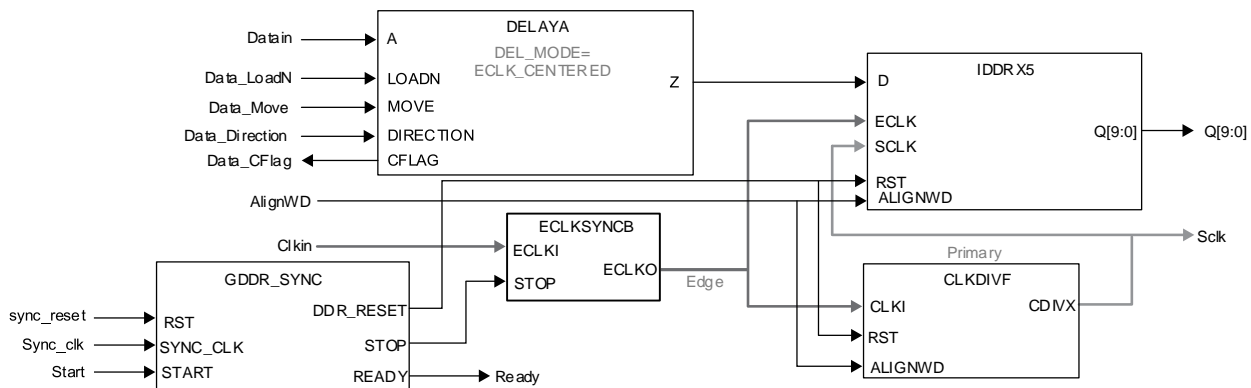 DELAYA
DEL_MODE=
ECLK_CENTERED
Datain
A
Data_LoadN
LOADN
Data_Move
MOVE
Data_Direction
DIRECTION
Data_CFlag
CFLAG
Z
IDDRX5
D
ECLK
SCLK
RST
ALIGNWD
Q[9:0]
Q[9:0]
AlignWD
Clkin
ECLKSYNCB
ECLKI
STOP
ECLKO
Edge
Sclk
Primary
CLKDIVF
CLKI
RST
ALIGNWD
CDIVX
GDDR_SYNC
sync_reset
RST
Sync_clk
SYNC_CLK
Start
START
DDR_RESET
STOP
READY
Ready